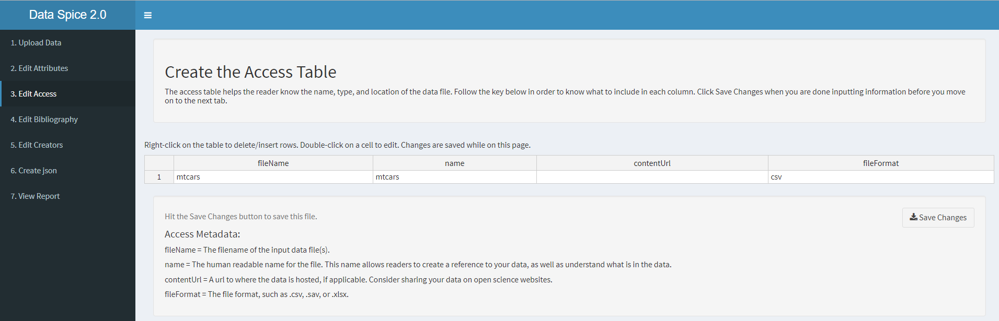 Data Spice 2.0
1. Upload Data
2. Edit Attributes
3. Edit Access
4. Edit Bibliography
5. Edit Creators
6. Create json
7. View Report
Create the Access Table
The access table helps the reader know the name, type, and location of the data file. Follow the key below in order to know what to include in each column. Click Save Changes when you are done inputting information before you move
on to the next tab.
Right-click on the table to delete/insert rows. Double-click on a cell to edit. Changes are saved while on this page.
fileName name contentUrl fileFormat
1 mtcars mtcars csv
Hit the Save Changes button to save this file.
Save Changes
Access Metadata:
fileName = The filename of the input data file(s).
name = The human readable name for the file. This name allows readers to create a reference to your data, as well as understand what is in the data.
contentUrl = A url to where the data is hosted, if applicable. Consider sharing your data on open science websites.
fileFormat = The file format, such as .csv, .sav, or .xlsx.